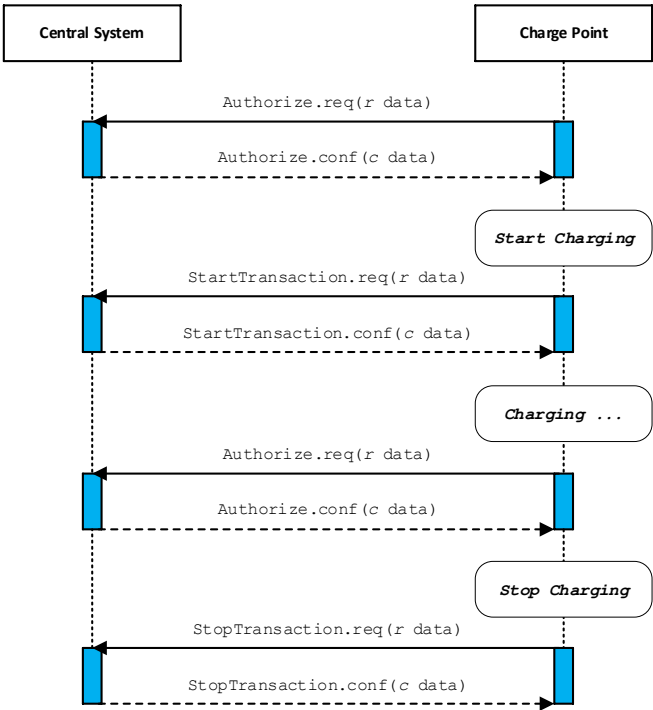 Central System
Charge Point
Authorize.req(r data)
Authorize.conf(c data)
Start Charging
StartTransaction.req(r data)
StartTransaction.conf(c data)
Charging ...
Authorize.req(r data)
Authorize.conf(c data)
Stop Charging
StopTransaction.req(r data)
StopTransaction.conf(c data)